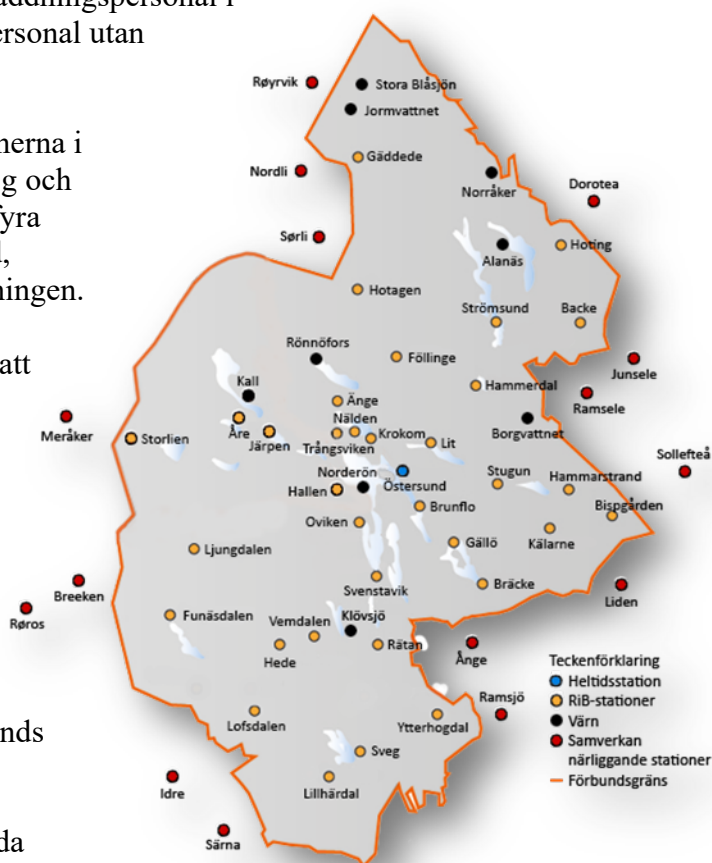 personal utan
nerna i
g och
fyra
ningen.
att
nds
da
Røyrvik
Stora Blåsjön
Jormvattnet
Gäddede
Nordli
Norråker
Dorotea
Sørli
Alanäs
Hoting
Hotagen
Strömsund
Backe
Rönnöfors
Föllinge
Junsele
Kall
Hammerdal
Ramsele
Änge
Meråker
Storlien
Åre
Järpen
Nälden
Trångsviken
Krokom
Lit
Borgvattnet
Sollefteå
Norderön
Östersund
Stugun
Hammarstrand
Hallen
Brunflo
Bispgården
Oviken
Gällö
Kälarne
Ljungdalen
Svenstavik
Bräcke
Breeken
Liden
Røros
Funäsdalen
Vemdalen
Klövsjö
Hede
Rätan
Ånge
Lofsdalen
Ytterhogdal
Ramsjö
Sveg
Idre
Lillhärdal
Särna
Teckenförklaring
Heltidsstation
RiB-stationer
Värn
Samverkan
närliggande stationer
Förbundsgräns